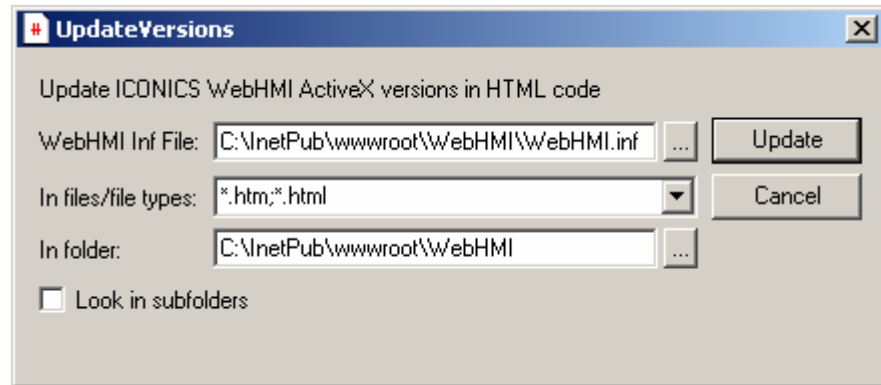 UpdateVersions
Update ICONICS WebHMI ActiveX versions in HTML code
WebHMI Inf File: C:\InetPub\wwwroot\WebHMI\WebHMI.inf ... Update
In files/file types: *.htm;*.html Cancel
In folder: C:\InetPub\wwwroot\WebHMI ...
Look in subfolders